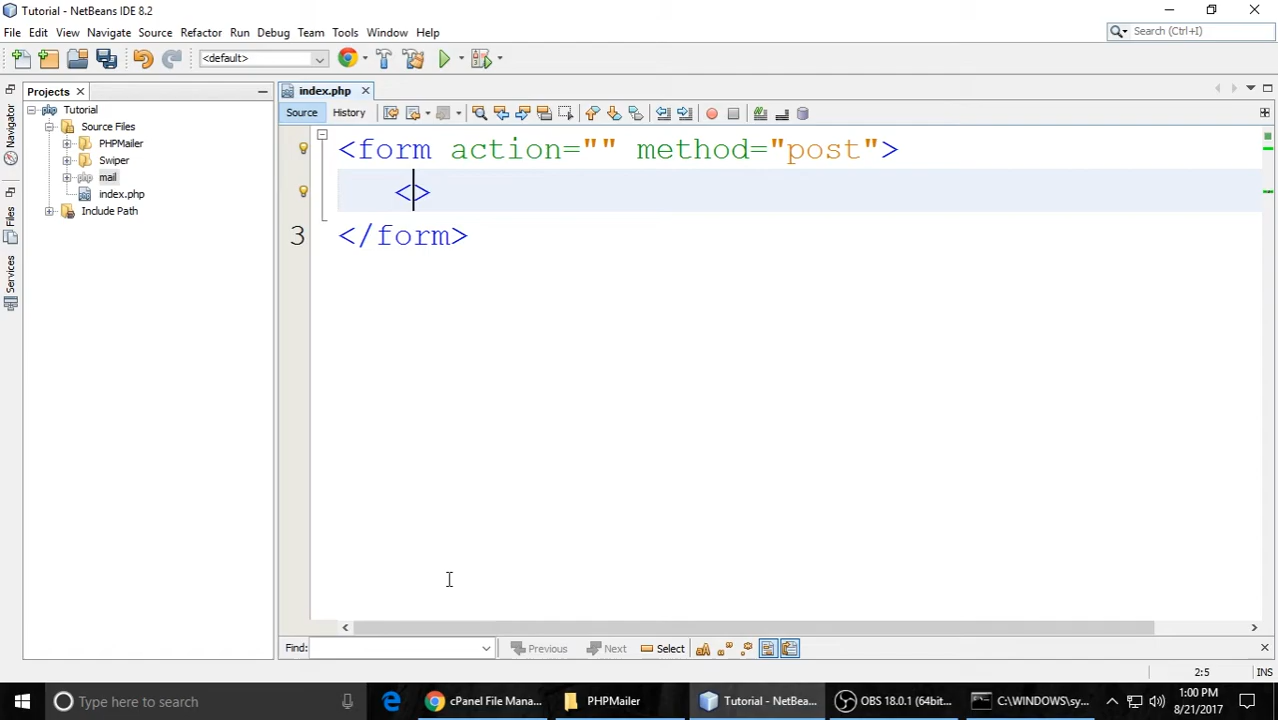 Tutorial - NetBeans IDE 8.2
File Edit View Navigate Source Refactor Run Debug Team Tools Window Help
Search (Ctrl+I)
<default>
Projects
index.php
Navigator
Files
Services
Tutorial
Source Files
PHPMailer
Swiper
mail
index.php
Include Path
Source History
<form action="" method="post">
<>
3 </form>
Find: Previous Next Select
2:5 INS
Type here to search
cPanel File Mana...
PHPMailer
Tutorial - NetBea...
OBS 18.0.1 (64bit...
C:\WINDOWS\sy...
1:00 PM
8/21/2017